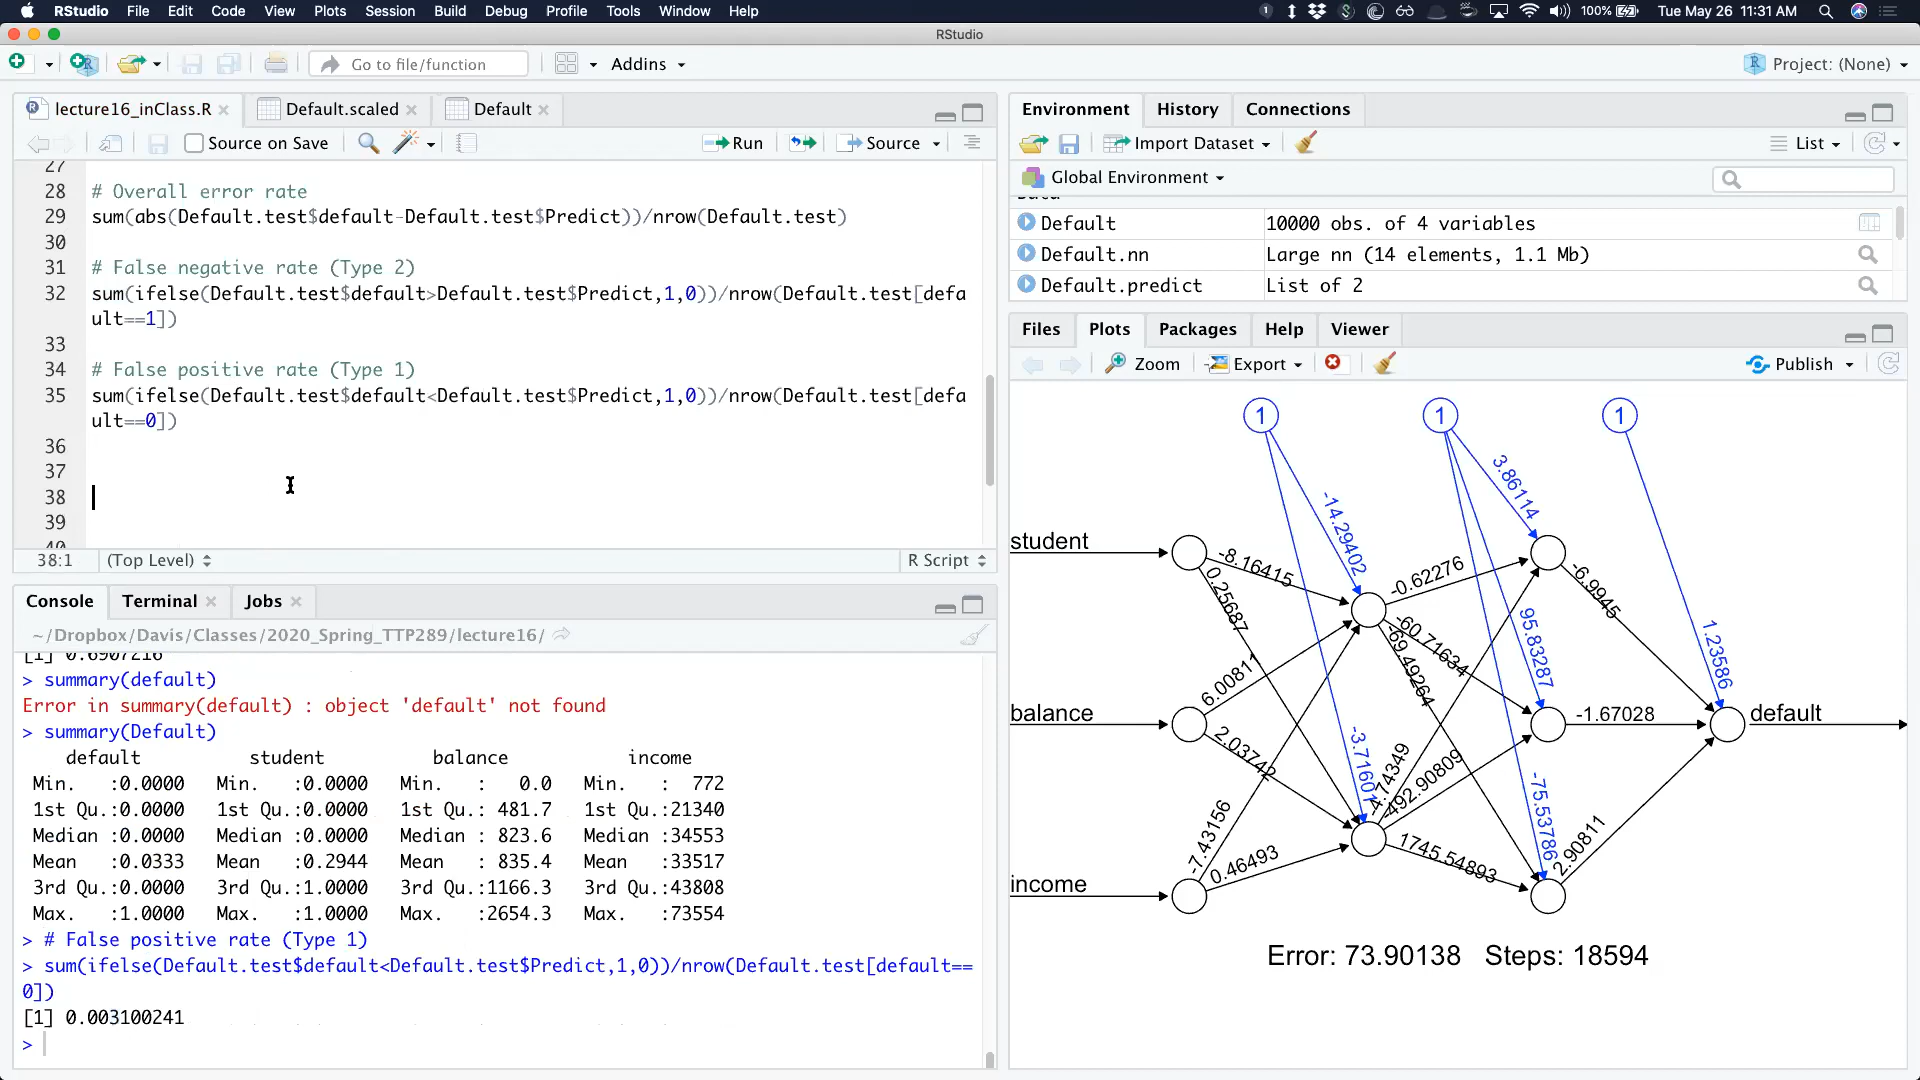 RStudio File Edit Code View Plots Session Build Debug Profile Tools Window Help 100% Tue May 26 11:31 AM
RStudio
Go to file/function Addins Project: (None)
lecture16_inClass.R Default.scaled Default
Source on Save Run Source
27
28 # Overall error rate
29 sum(abs(Default.test$default-Default.test$Predict))/nrow(Default.test)
30
31 # False negative rate (Type 2)
32 sum(ifelse(Default.test$default>Default.test$Predict,1,0))/nrow(Default.test[defa
ult==1])
33
34 # False positive rate (Type 1)
35 sum(ifelse(Default.test$default<Default.test$Predict,1,0))/nrow(Default.test[defa
ult==0])
36
37
38
39
40
38:1 (Top Level) R Script
Console Terminal Jobs
~/Dropbox/Davis/Classes/2020_Spring_TTP289/lecture16/
[1] 0.6907216
> summary(default)
Error in summary(default) : object 'default' not found
> summary(Default)
default student balance income
Min. :0.0000 Min. :0.0000 Min. : 0.0 Min. : 772
1st Qu.:0.0000 1st Qu.:0.0000 1st Qu.: 481.7 1st Qu.:21340
Median :0.0000 Median :0.0000 Median : 823.6 Median :34553
Mean :0.0333 Mean :0.2944 Mean : 835.4 Mean :33517
3rd Qu.:0.0000 3rd Qu.:1.0000 3rd Qu.:1166.3 3rd Qu.:43808
Max. :1.0000 Max. :1.0000 Max. :2654.3 Max. :73554
> # False positive rate (Type 1)
> sum(ifelse(Default.test$default<Default.test$Predict,1,0))/nrow(Default.test[default==
0])
[1] 0.003100241
>
Environment History Connections
Import Dataset List
Global Environment
Data
Default 10000 obs. of 4 variables
Default.nn Large nn (14 elements, 1.1 Mb)
Default.predict List of 2
Files Plots Packages Help Viewer
Zoom Export Publish
1 1 1
-14.29402
3.86114
student
-8.16415
0.25687
-0.62276
-6.9945
-60.71634
-69.49264
95.83287
1.23586
6.00811
balance
2.03742
-3.71601
-1.67028
default
4.74349
-492.90809
-75.53786
-7.43156
0.46493
1745.54893
2.90811
income
Error: 73.90138 Steps: 18594